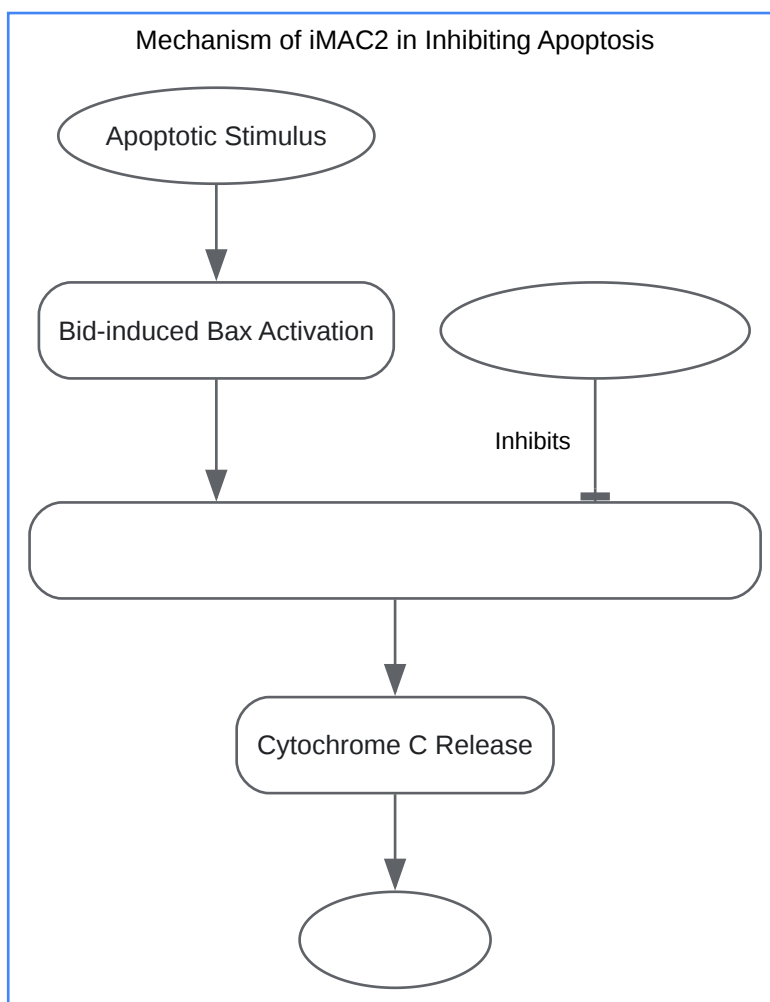 Mechanism of iMAC2 in Inhibiting Apoptosis
Apoptotic Stimulus
Bid-induced Bax Activation
Inhibits
Cytochrome C Release